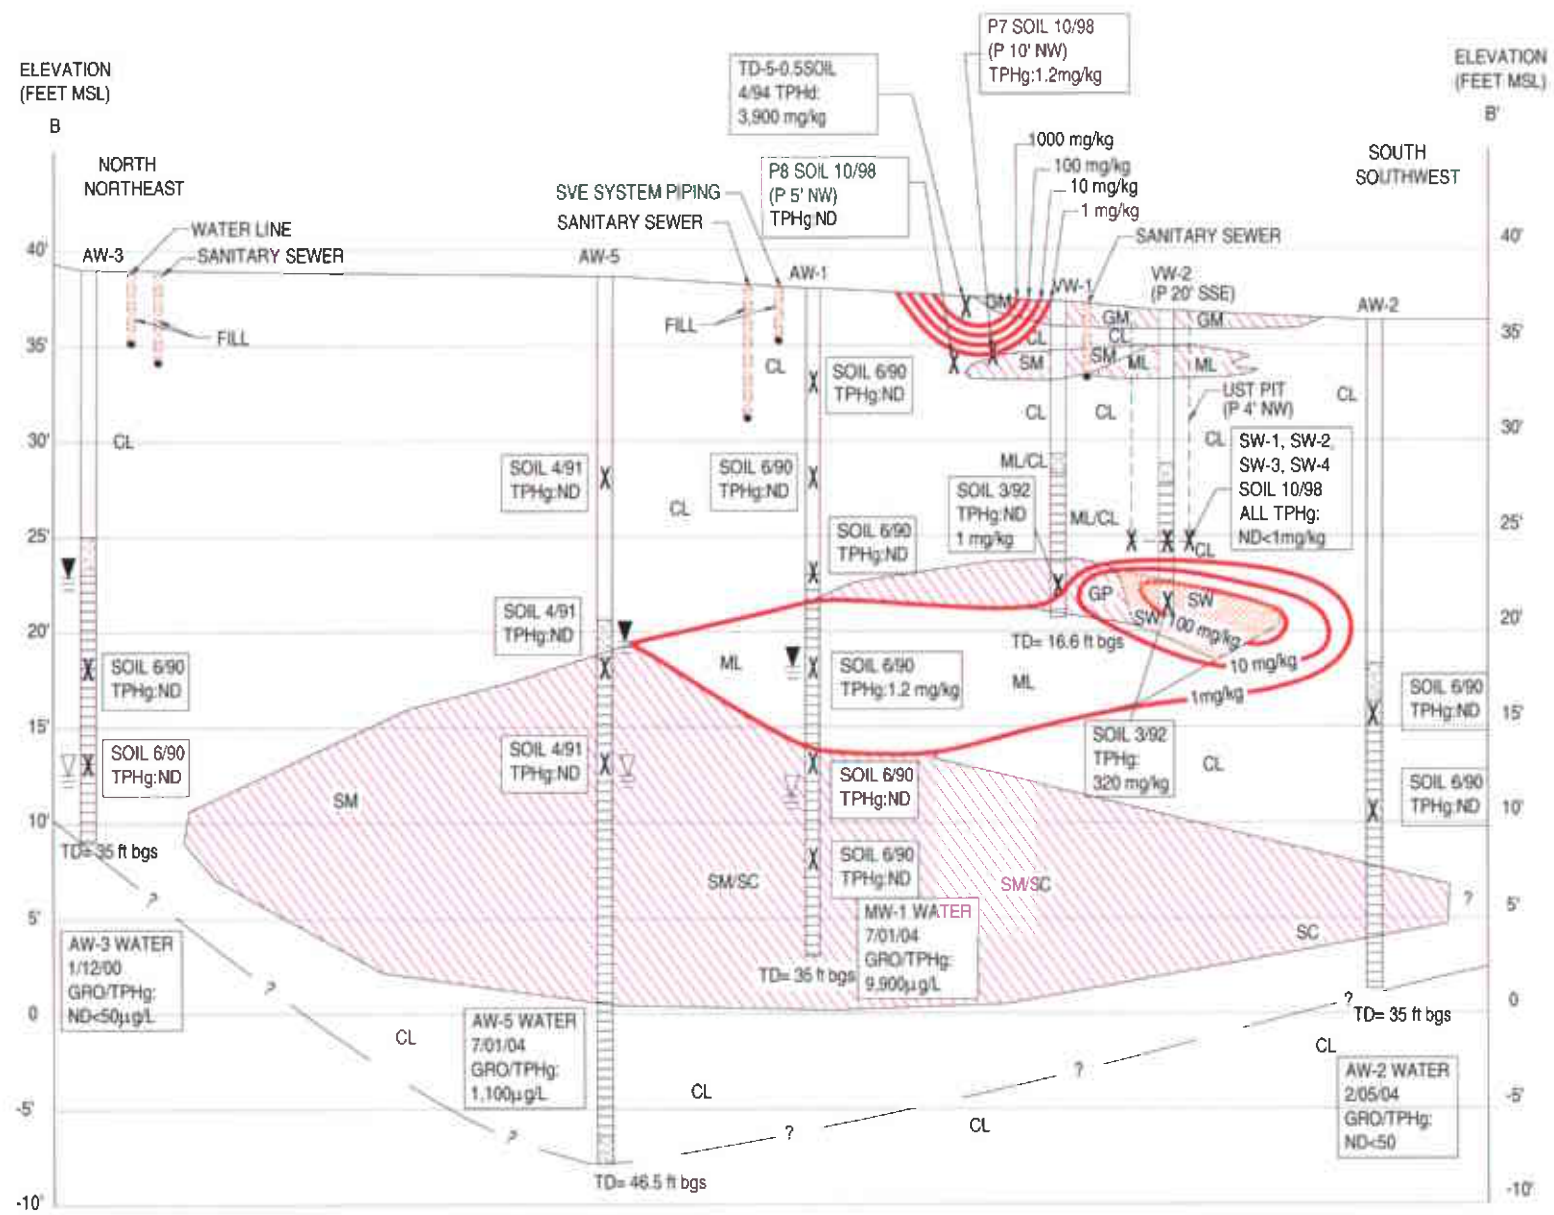 P7 SOIL 10/98
(P 10' NW)
TPHg:1.2mg/kg
TD-5-0.5SOIL
4/94 TPHd:
3,900 mg/kg
ELEVATION
(FEET MSL)
B
ELEVATION
(FEET MSL)
B'
NORTH
NORTHEAST
SOUTH
SOUTHWEST
1000 mg/kg
100 mg/kg
10 mg/kg
1 mg/kg
P8 SOIL 10/98
(P 5' NW)
TPHg:ND
SVE SYSTEM PIPING
SANITARY SEWER
WATER LINE
SANITARY SEWER
SANITARY SEWER
40'
AW-3
AW-5
AW-1
VW-1
VW-2
(P 20' SSE)
AW-2
40'
GM
GM
GM
FILL
FILL
35'
CL
CL
CL
SM
SM
ML
ML
35'
SOIL 6/90
TPHg:ND
UST PIT
(P 4' NW)
CL
CL
CL
CL
30'
CL
30'
SW-1, SW-2,
SW-3, SW-4
SOIL 10/98
ALL TPHg:
ND<1mg/kg
ML/CL
SOIL 4/91
TPHg:ND
SOIL 6/90
TPHg:ND
SOIL 3/92
TPHg:ND
1 mg/kg
CL
ML/CL
25'
SOIL 6/90
TPHg:ND
CL
25'
GP
SW
SW
100 mg/kg
10 mg/kg
1mg/kg
20'
SOIL 4/91
TPHg:ND
TD= 16.6 ft bgs
20'
SOIL 6/90
TPHg:ND
ML
SOIL 6/90
TPHg:1.2 mg/kg
ML
SOIL 6/90
TPHg:ND
15'
15'
SOIL 6/90
TPHg:ND
SOIL 4/91
TPHg:ND
SOIL 6/90
TPHg:ND
SOIL 3/92
TPHg:
320 mg/kg
CL
SOIL 6/90
TPHg:ND
SM
10'
10'
TD= 35 ft bgs
SOIL 6/90
TPHg:ND
SM/SC
SM/SC
?
?
5'
5'
MW-1 WATER
7/01/04
GRO/TPHg:
9,900µg/L
SC
AW-3 WATER
1/12/00
GRO/TPHg:
ND<50µg/L
TD= 35 ft bgs
?
?
0
0
TD= 35 ft bgs
AW-5 WATER
7/01/04
GRO/TPHg:
1,100µg/L
CL
CL
?
CL
AW-2 WATER
2/05/04
GRO/TPHg:
ND<50
-5'
-5'
?
?
CL
TD= 46.5 ft bgs
-10'
-10'